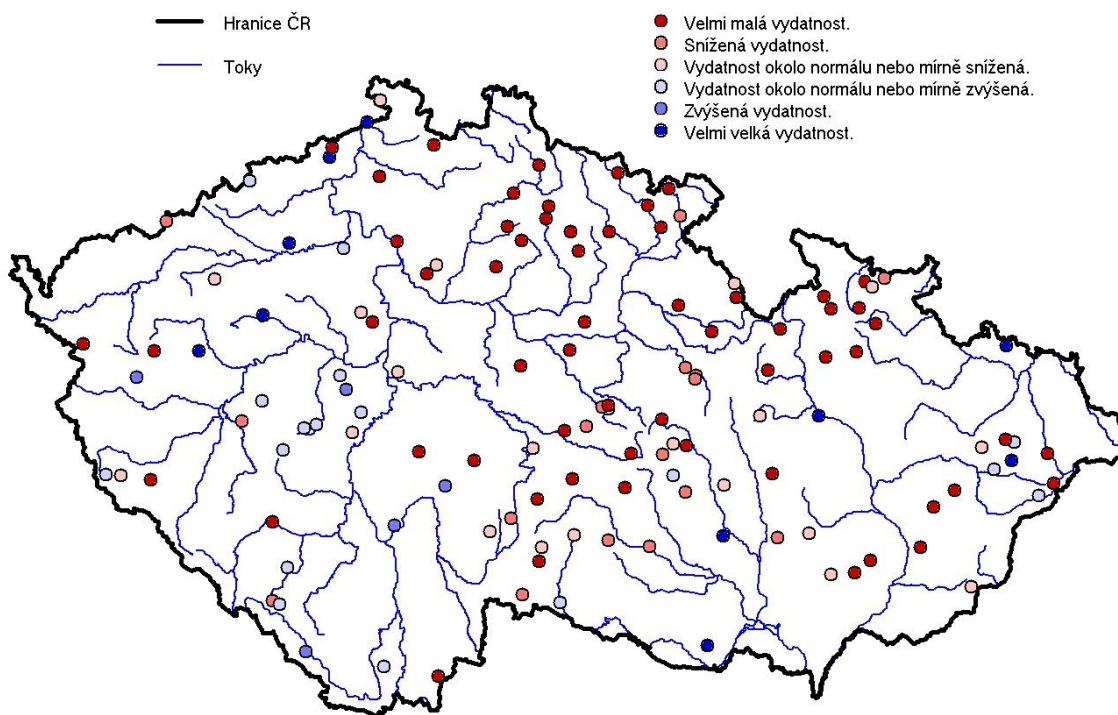 Hranice ČR
Toky
Velmi malá vydatnost.
Snížená vydatnost.
Vydatnost okolo normálu nebo mírně snížená.
Vydatnost okolo normálu nebo mírně zvýšená.
Zvýšená vydatnost.
Velmi velká vydatnost.